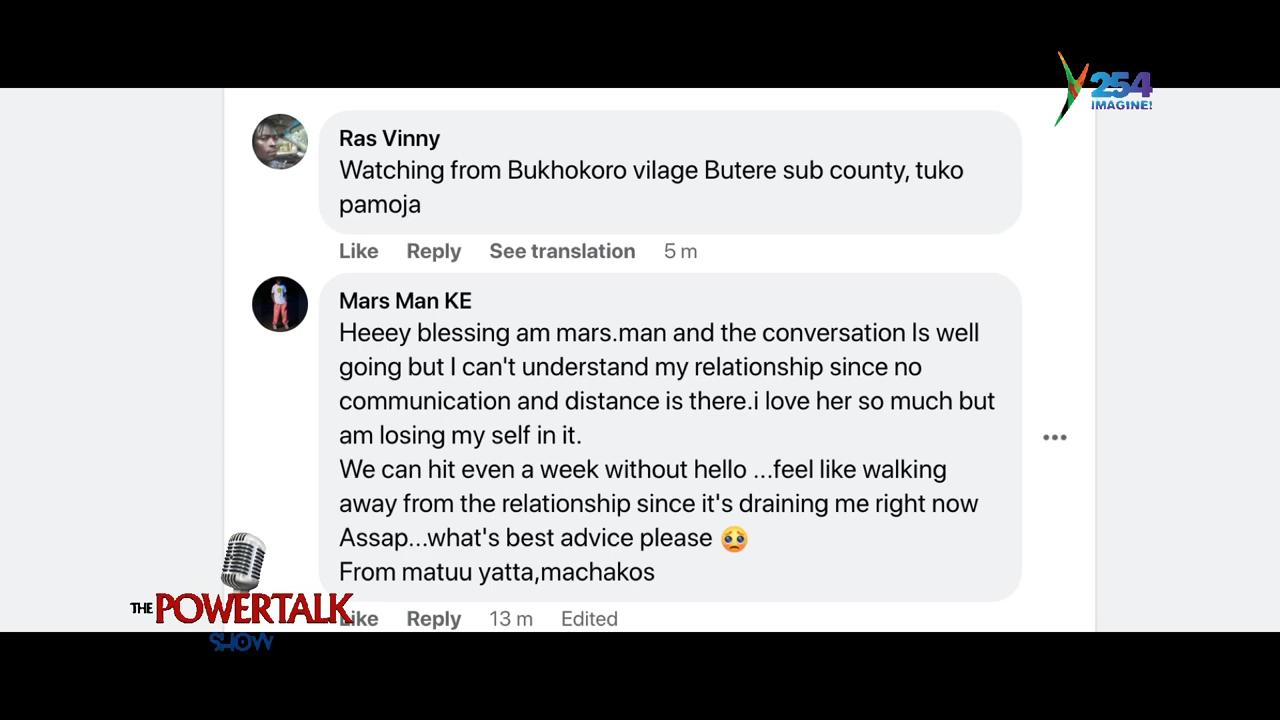 254
IMAGINE!
Ras Vinny
Watching from Bukhokoro vilage Butere sub county, tuko
pamoja
Like Reply See translation 5 m
Mars Man KE
Heeey blessing am mars.man and the conversation Is well
going but I can't understand my relationship since no
communication and distance is there.i love her so much but
am losing my self in it.
We can hit even a week without hello ...feel like walking
away from the relationship since it's draining me right now
Assap...what's best advice please 🥺
From matuu yatta,machakos
Like Reply 13 m Edited
THE POWERTALK
SHOW